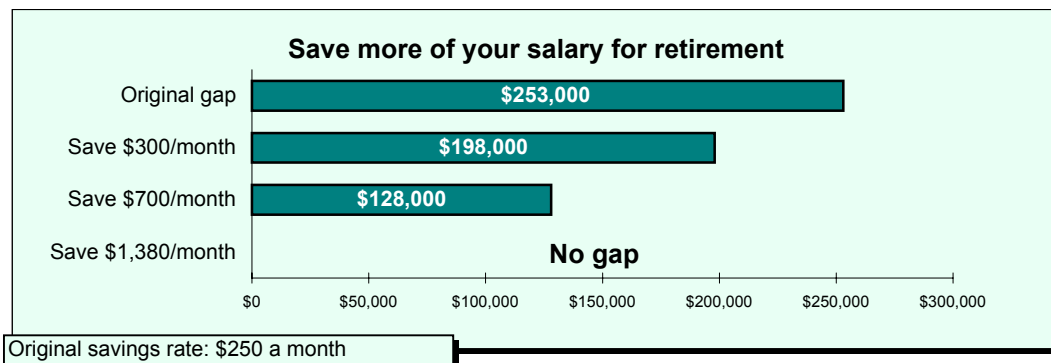 Save more of your salary for retirement
Original gap
$253,000
Save $300/month
$198,000
Save $700/month
$128,000
Save $1,380/month
No gap
$0 $50,000 $100,000 $150,000 $200,000 $250,000 $300,000
Original savings rate: $250 a month